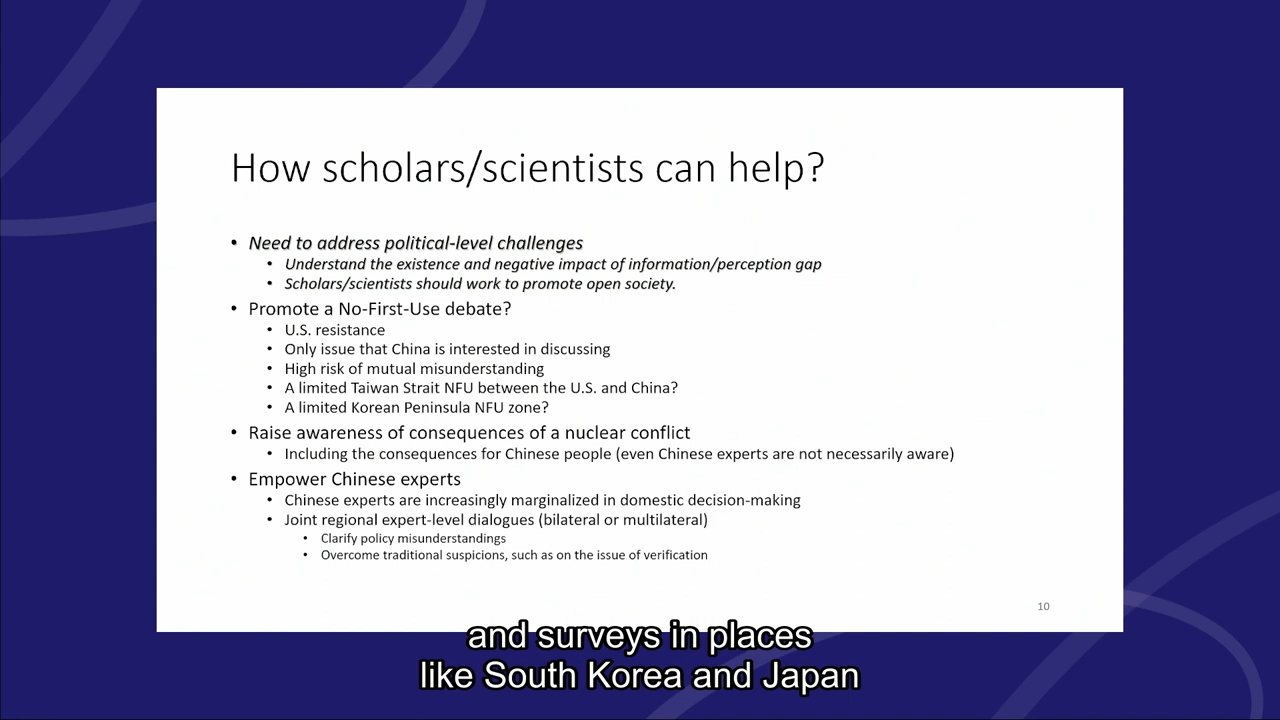 How scholars/scientists can help?
• Need to address political-level challenges
• Understand the existence and negative impact of information/perception gap
• Scholars/scientists should work to promote open society.
• Promote a No-First-Use debate?
• U.S. resistance
• Only issue that China is interested in discussing
• High risk of mutual misunderstanding
• A limited Taiwan Strait NFU between the U.S. and China?
• A limited Korean Peninsula NFU zone?
• Raise awareness of consequences of a nuclear conflict
• Including the consequences for Chinese people (even Chinese experts are not necessarily aware)
• Empower Chinese experts
• Chinese experts are increasingly marginalized in domestic decision-making
• Joint regional expert-level dialogues (bilateral or multilateral)
• Clarify policy misunderstandings
• Overcome traditional suspicions, such as on the issue of verification
10
and surveys in places
like South Korea and Japan